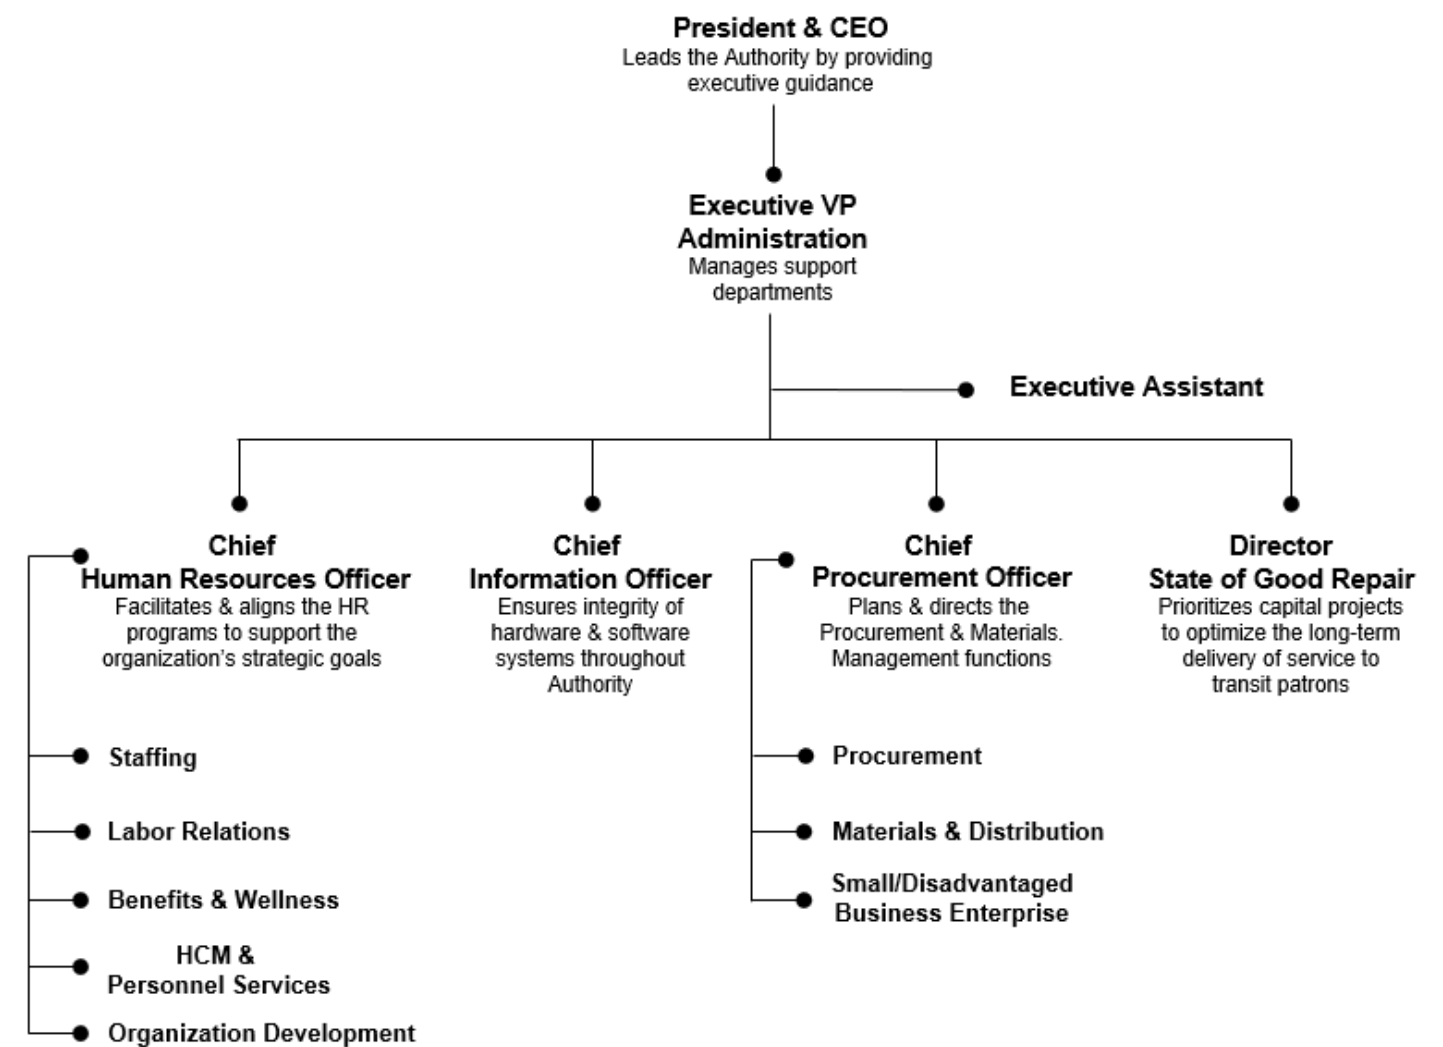 President & CEO
Leads the Authority by providing
executive guidance
Executive VP
Administration
Manages support
departments
Executive Assistant
Chief
Human Resources Officer
Facilitates & aligns the HR
programs to support the
organization's strategic goals
Staffing
Labor Relations
Benefits & Wellness
HCM &
Personnel Services
Organization Development
Chief
Information Officer
Ensures integrity of
hardware & software
systems throughout
Authority
Chief
Procurement Officer
Plans & directs the
Procurement & Materials.
Management functions
Procurement
Materials & Distribution
Small/Disadvantaged
Business Enterprise
Director
State of Good Repair
Prioritizes capital projects
to optimize the long-term
delivery of service to
transit patrons